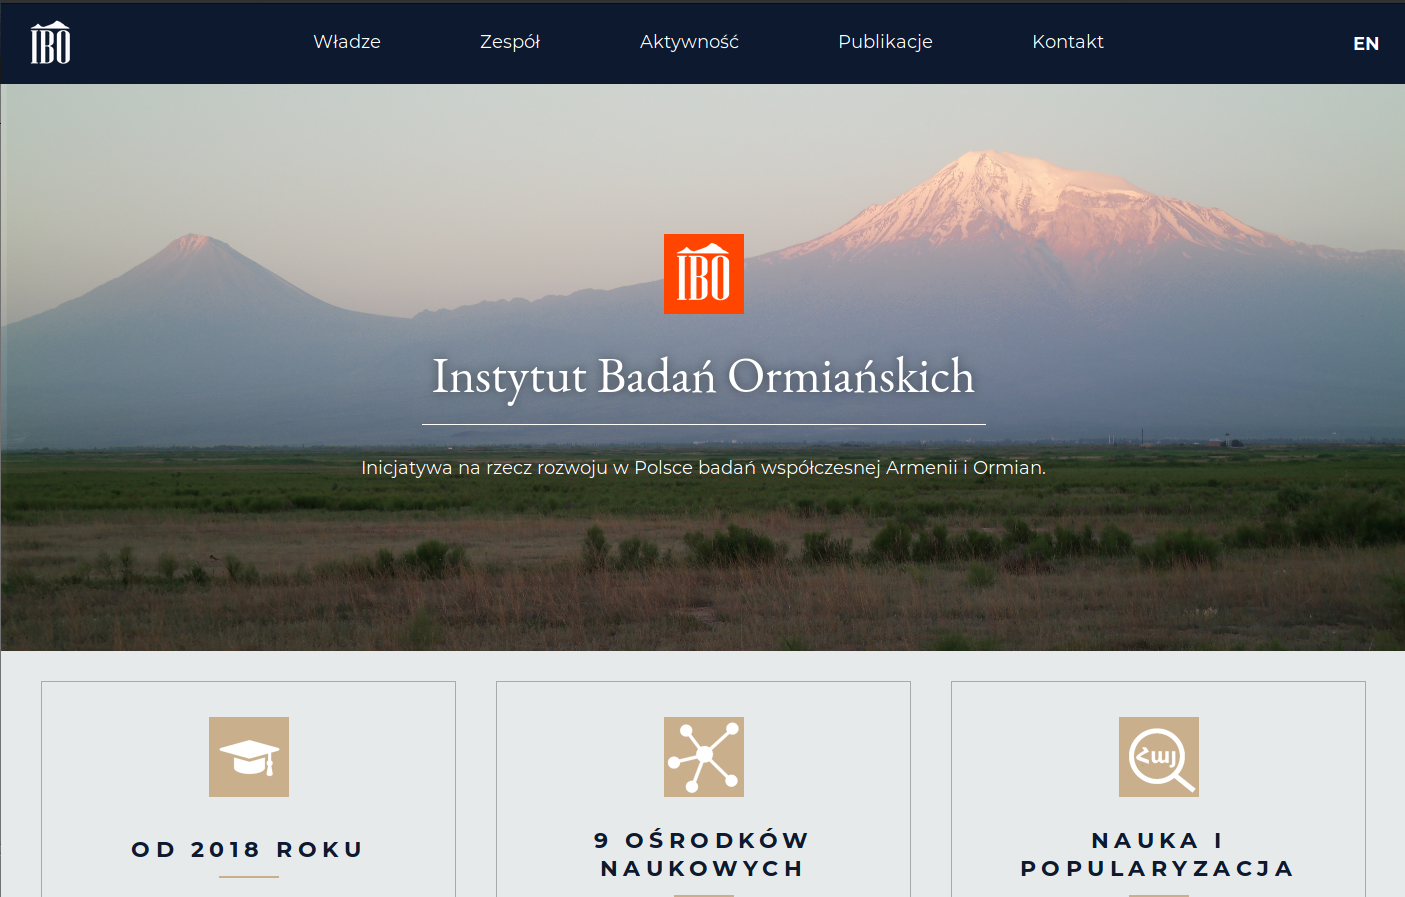 IBO
Władze
Zespół
Aktywność
Publikacje
Kontakt
EN
IBO
Instytut Badań Ormiańskich
Inicjatywa na rzecz rozwoju w Polsce badań współczesnej Armenii i Ormian.
OD 2018 ROKU
9 OŚRODKÓW
NAUKOWYCH
Հայ
NAUKA I
POPULARYZACJA